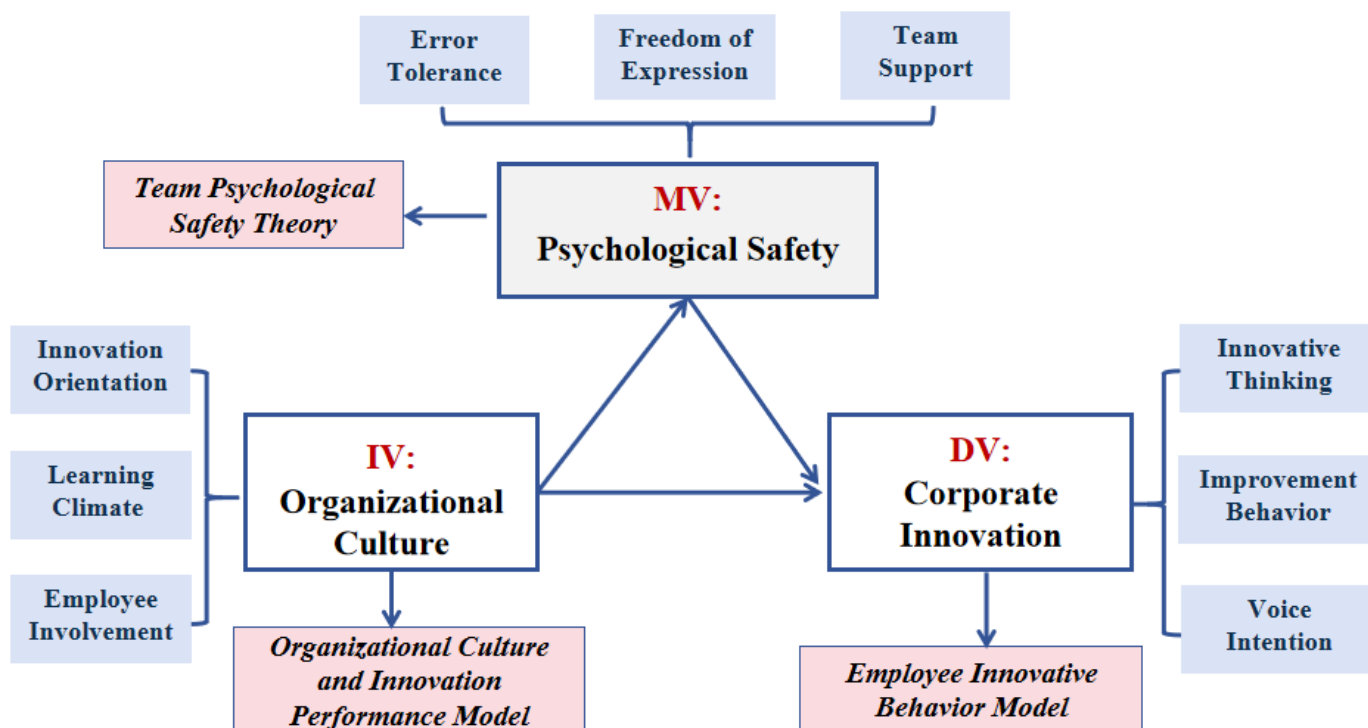 Error
Tolerance
Freedom of
Expression
Team
Support
Team Psychological
Safety Theory
MV:
Psychological Safety
Innovation
Orientation
Learning
Climate
Employee
Involvement
IV:
Organizational
Culture
DV:
Corporate
Innovation
Innovative
Thinking
Improvement
Behavior
Voice
Intention
Organizational Culture
and Innovation
Performance Model
Employee Innovative
Behavior Model